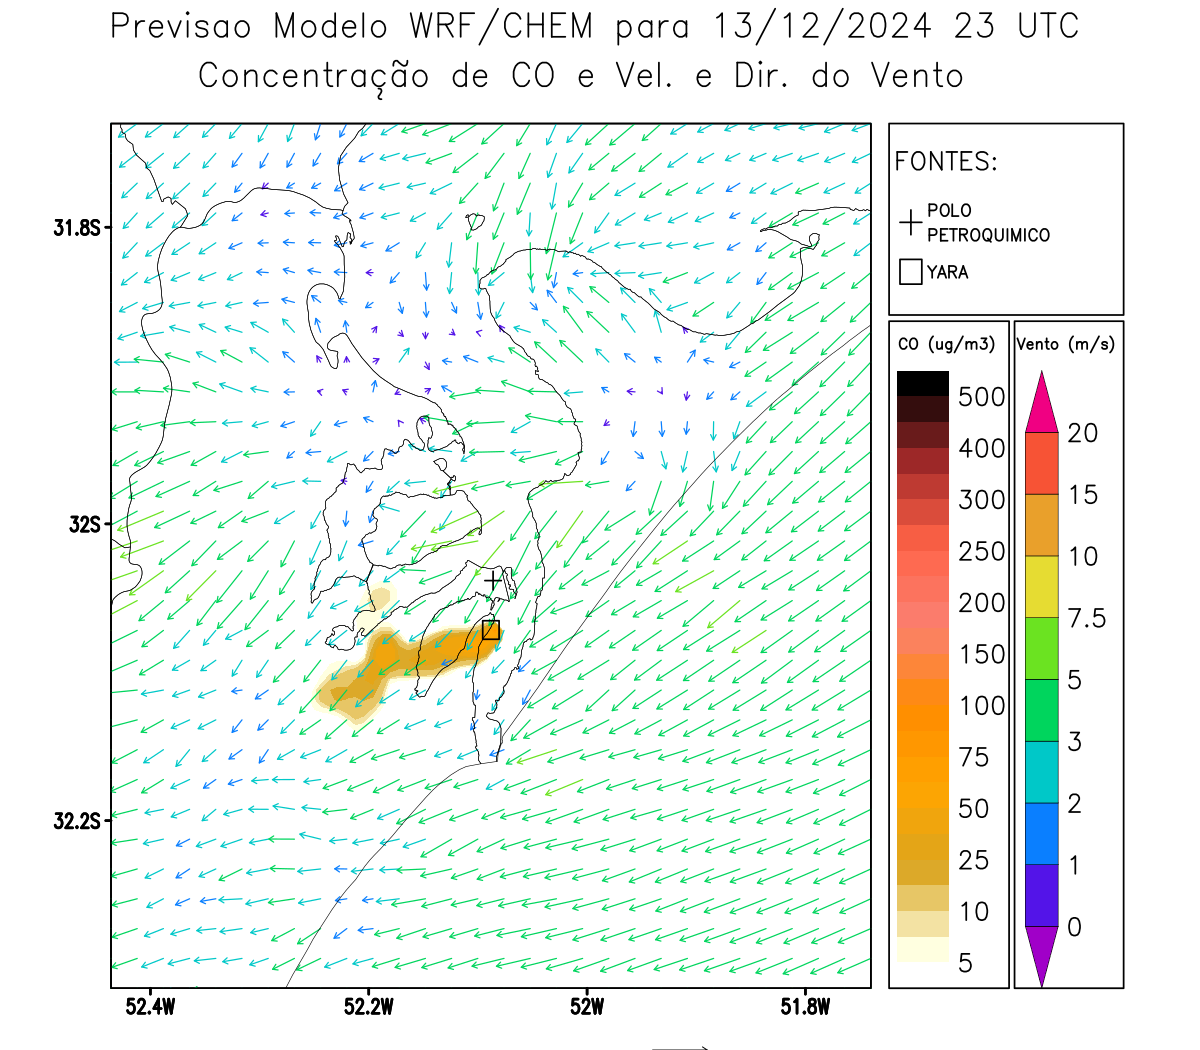 Previsao Modelo WRF/CHEM para 13/12/2024 23 UTC
Concentração de CO e Vel. e Dir. do Vento
FONTES:
POLO
PETROQUIMICO
YARA
31.8S
32S
32.2S
52.4W
52.2W
52W
51.8W
CO (ug/m3)
500
400
300
250
200
150
100
75
50
25
10
5
Vento (m/s)
20
15
10
7.5
5
3
2
1
0